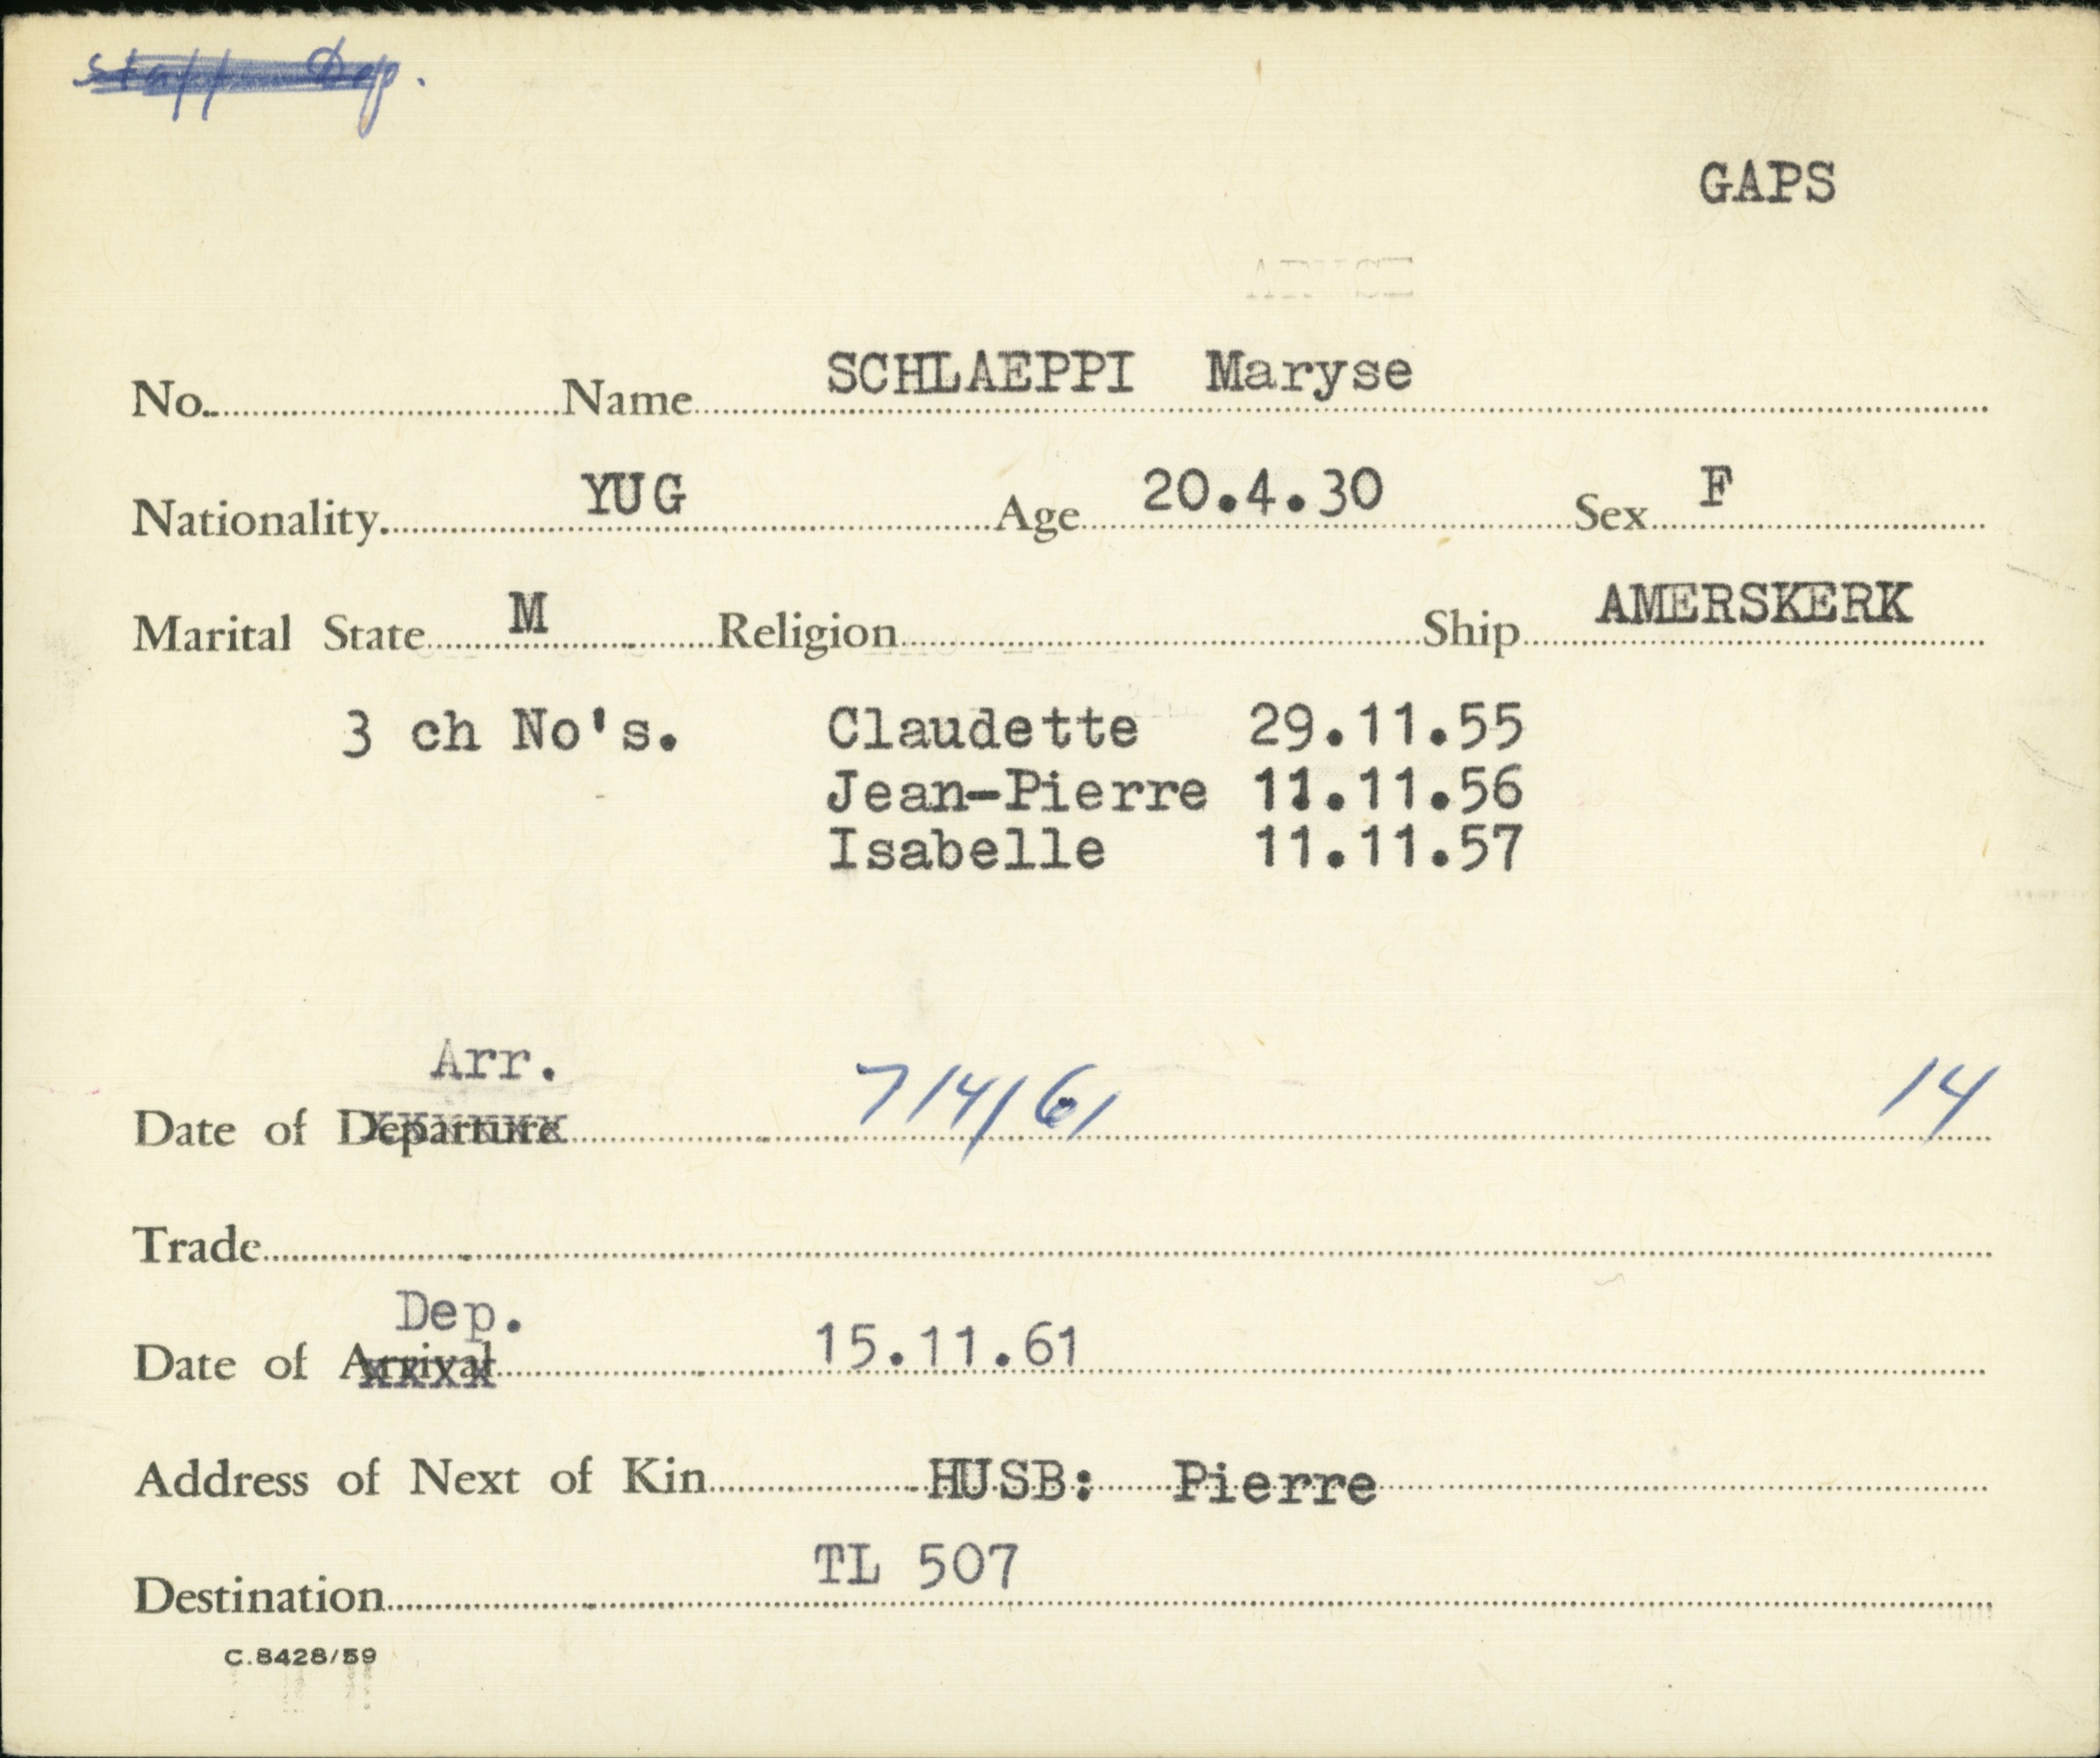 staff Dep.
GAPS
No. Name SCHLAEPPI Maryse
Nationality YUG Age 20.4.30 Sex F
Marital State M Religion Ship AMERSKERK
3 ch No's. Claudette 29.11.55
Jean-Pierre 11.11.56
Isabelle 11.11.57
Arr.
Date of Departure 7/4/61 14
Trade
Dep.
Date of Arrival 15.11.61
Address of Next of Kin HUSB: Pierre
TL 507
Destination
C.8428/59